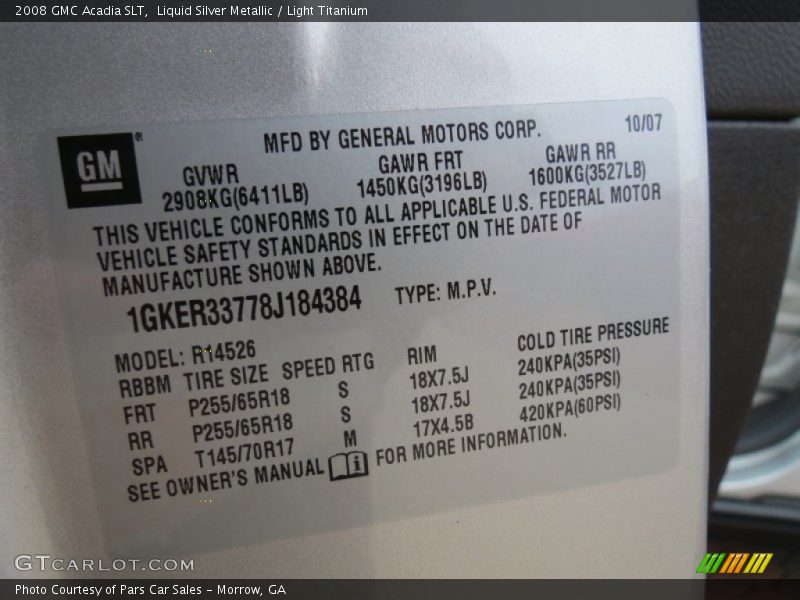 2008 GMC Acadia SLT, Liquid Silver Metallic / Light Titanium
GM ®
MFD BY GENERAL MOTORS CORP. 10/07
GVWR GAWR FRT GAWR RR
2908KG(6411LB) 1450KG(3196LB) 1600KG(3527LB)
THIS VEHICLE CONFORMS TO ALL APPLICABLE U.S. FEDERAL MOTOR
VEHICLE SAFETY STANDARDS IN EFFECT ON THE DATE OF
MANUFACTURE SHOWN ABOVE.
1GKER33778J184384 TYPE: M.P.V.
MODEL: R14526
RBBM TIRE SIZE SPEED RTG RIM COLD TIRE PRESSURE
FRT P255/65R18 S 18X7.5J 240KPA(35PSI)
RR P255/65R18 S 18X7.5J 240KPA(35PSI)
SPA T145/70R17 M 17X4.5B 420KPA(60PSI)
SEE OWNER'S MANUAL i FOR MORE INFORMATION.
GTCARLOT.COM
Photo Courtesy of Pars Car Sales - Morrow, GA